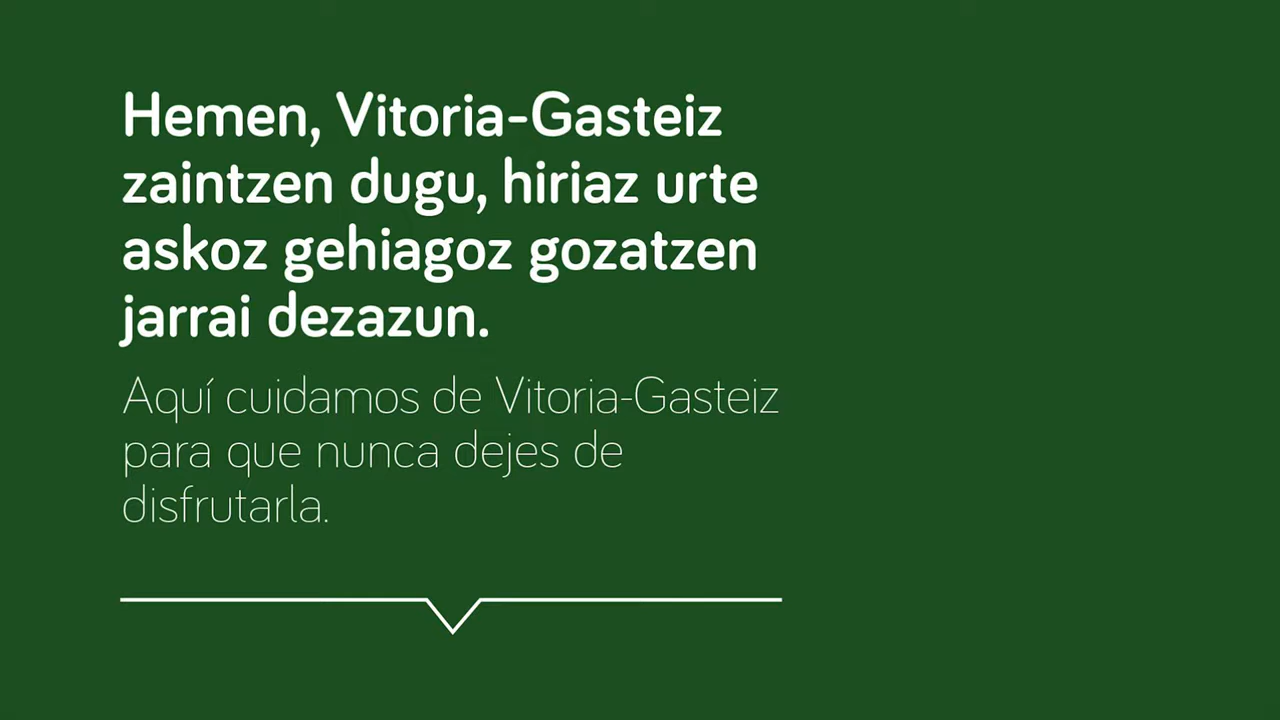 Hemen, Vitoria-Gasteiz
zaintzen dugu, hiriaz urte
askoz gehiagoz gozatzen
jarrai dezazun.
Aquí cuidamos de Vitoria-Gasteiz
para que nunca dejes de
disfrutarla.